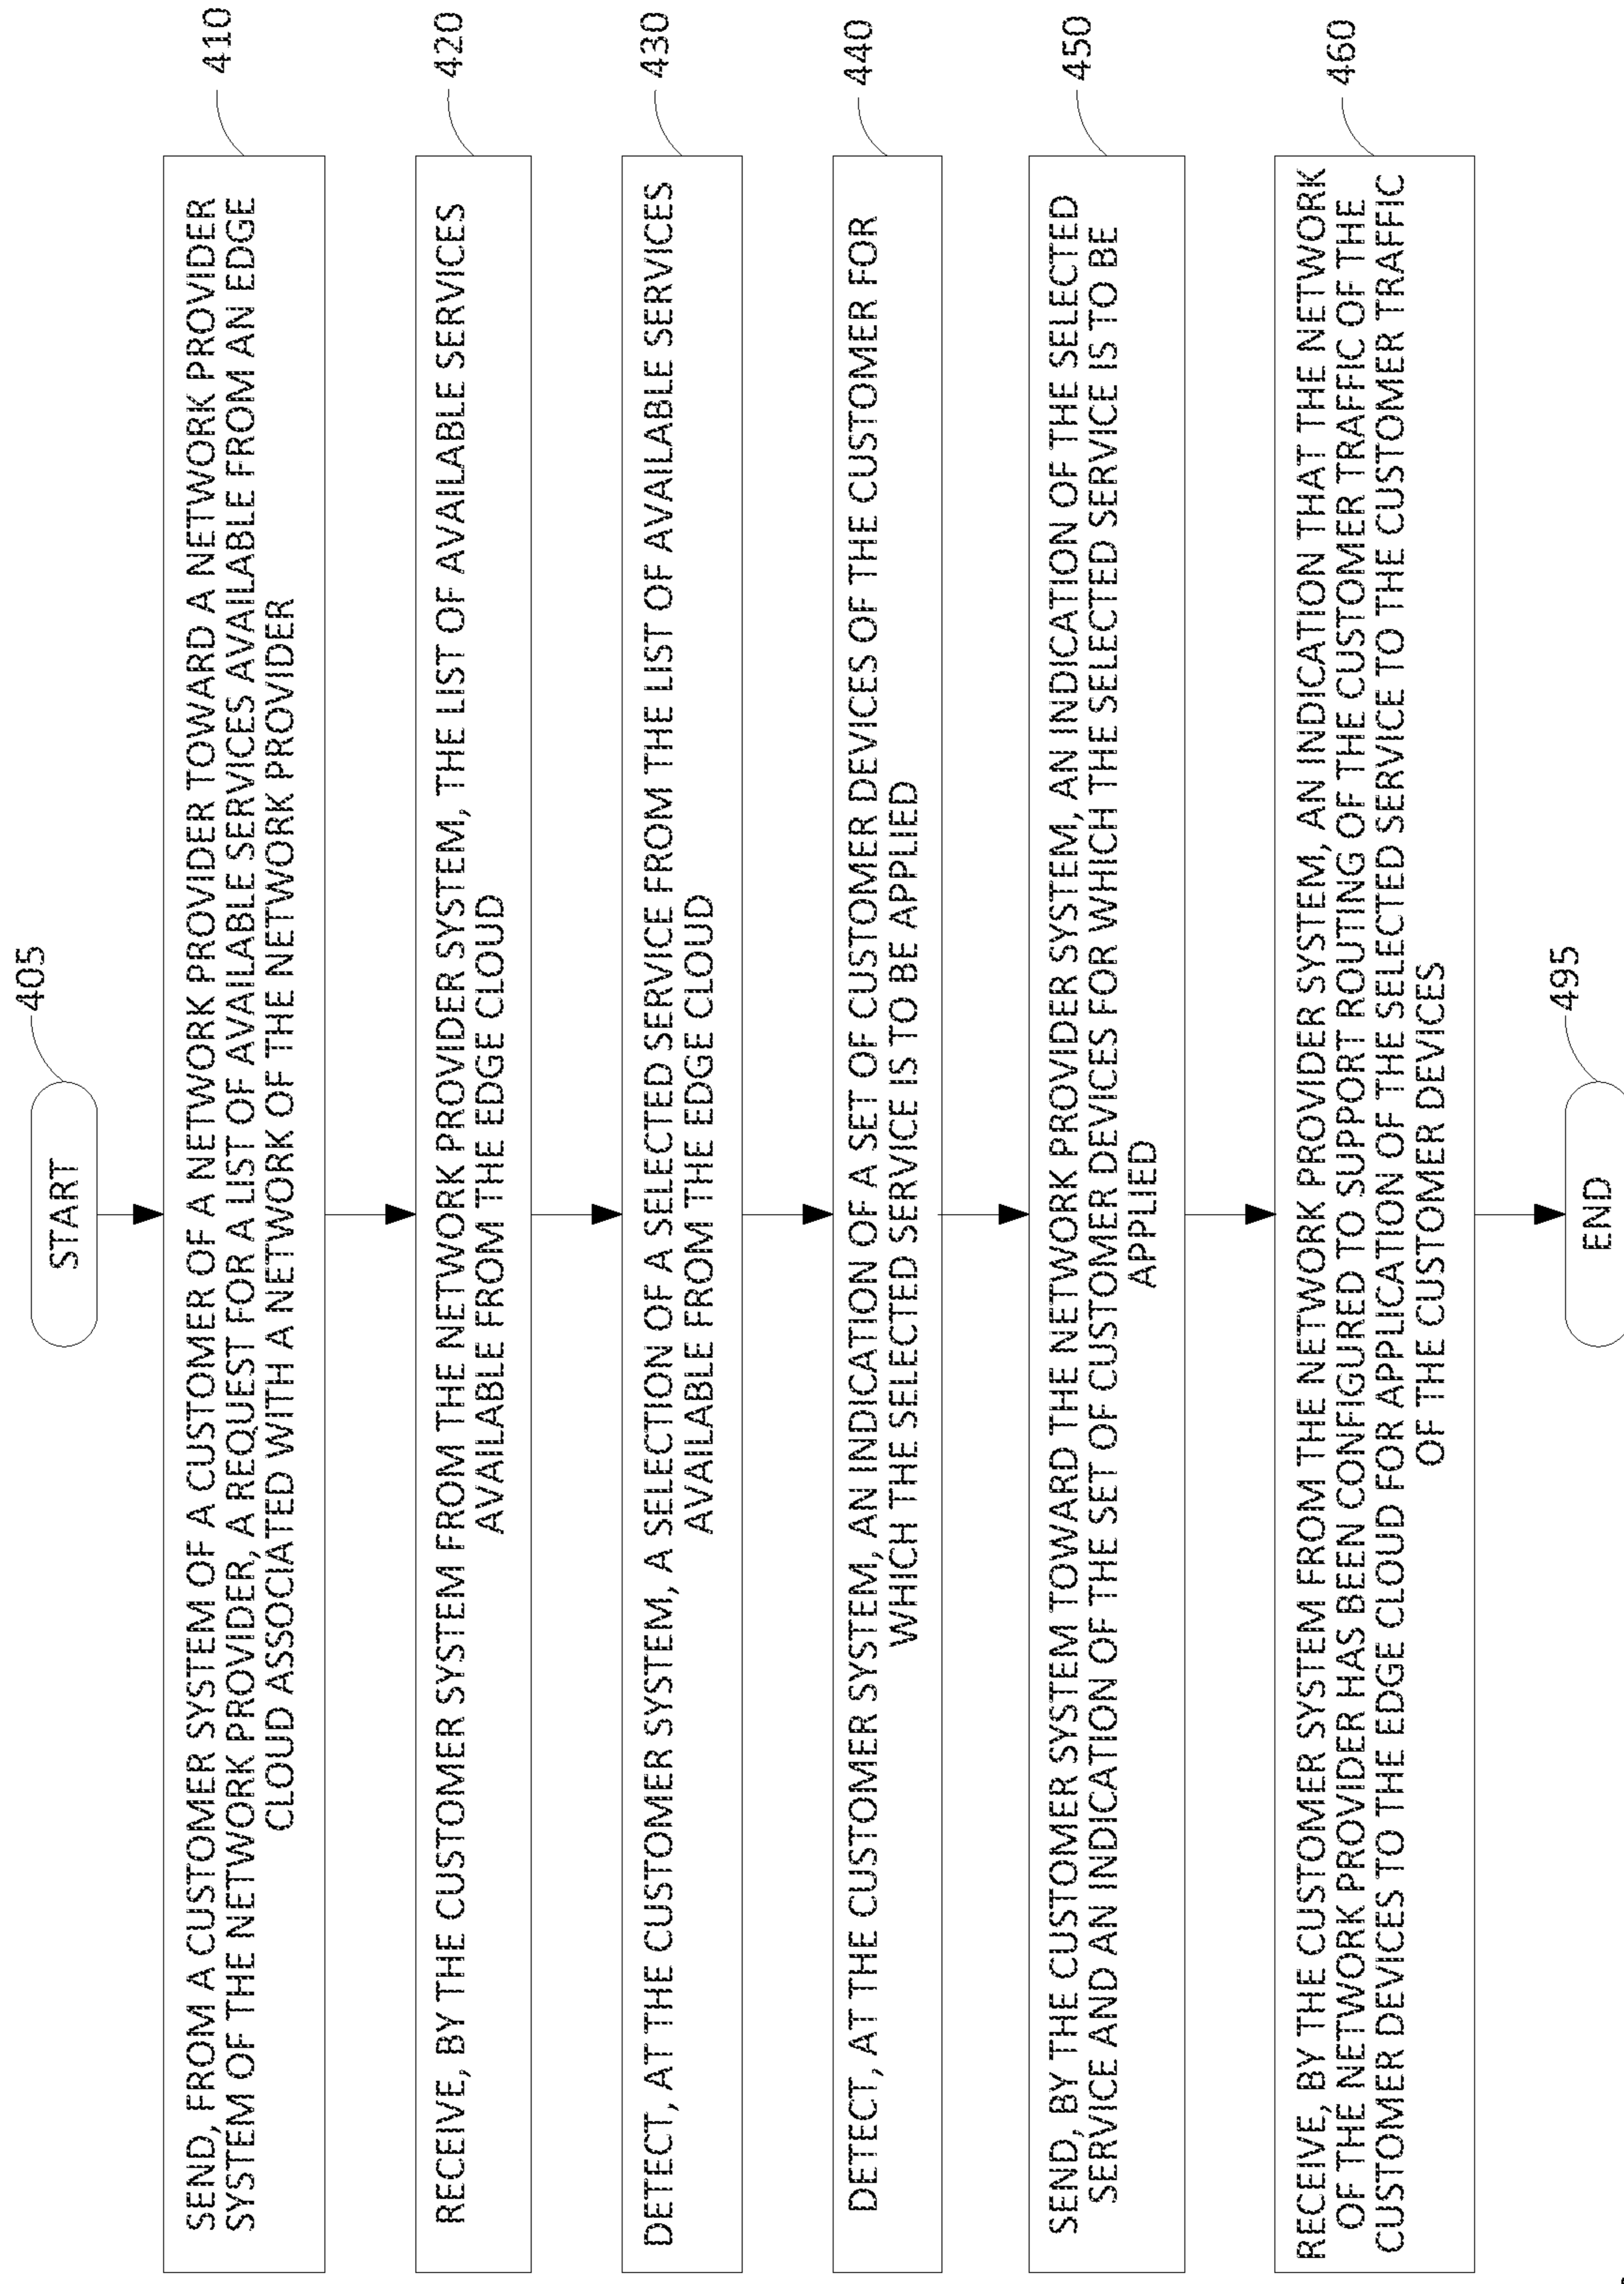 405
START
410
SEND, FROM A CUSTOMER SYSTEM OF A CUSTOMER OF A NETWORK PROVIDER TOWARD A NETWORK PROVIDER
SYSTEM OF THE NETWORK PROVIDER, A REQUEST FOR A LIST OF AVAILABLE SERVICES AVAILABLE FROM AN EDGE
CLOUD ASSOCIATED WITH A NETWORK OF THE NETWORK PROVIDER
420
RECEIVE, BY THE CUSTOMER SYSTEM FROM THE NETWORK PROVIDER SYSTEM, THE LIST OF AVAILABLE SERVICES
AVAILABLE FROM THE EDGE CLOUD
430
DETECT, AT THE CUSTOMER SYSTEM, A SELECTION OF A SELECTED SERVICE FROM THE LIST OF AVAILABLE SERVICES
AVAILABLE FROM THE EDGE CLOUD
440
DETECT, AT THE CUSTOMER SYSTEM, AN INDICATION OF A SET OF CUSTOMER DEVICES OF THE CUSTOMER FOR
WHICH THE SELECTED SERVICE IS TO BE APPLIED
450
SEND, BY THE CUSTOMER SYSTEM TOWARD THE NETWORK PROVIDER SYSTEM, AN INDICATION OF THE SELECTED
SERVICE AND AN INDICATION OF THE SET OF CUSTOMER DEVICES FOR WHICH THE SELECTED SERVICE IS TO BE
APPLIED
460
RECEIVE, BY THE CUSTOMER SYSTEM FROM THE NETWORK PROVIDER SYSTEM, AN INDICATION THAT THE NETWORK
OF THE NETWORK PROVIDER HAS BEEN CONFIGURED TO SUPPORT ROUTING OF THE CUSTOMER TRAFFIC OF THE
CUSTOMER DEVICES TO THE EDGE CLOUD FOR APPLICATION OF THE SELECTED SERVICE TO THE CUSTOMER TRAFFIC
OF THE CUSTOMER DEVICES
495
END